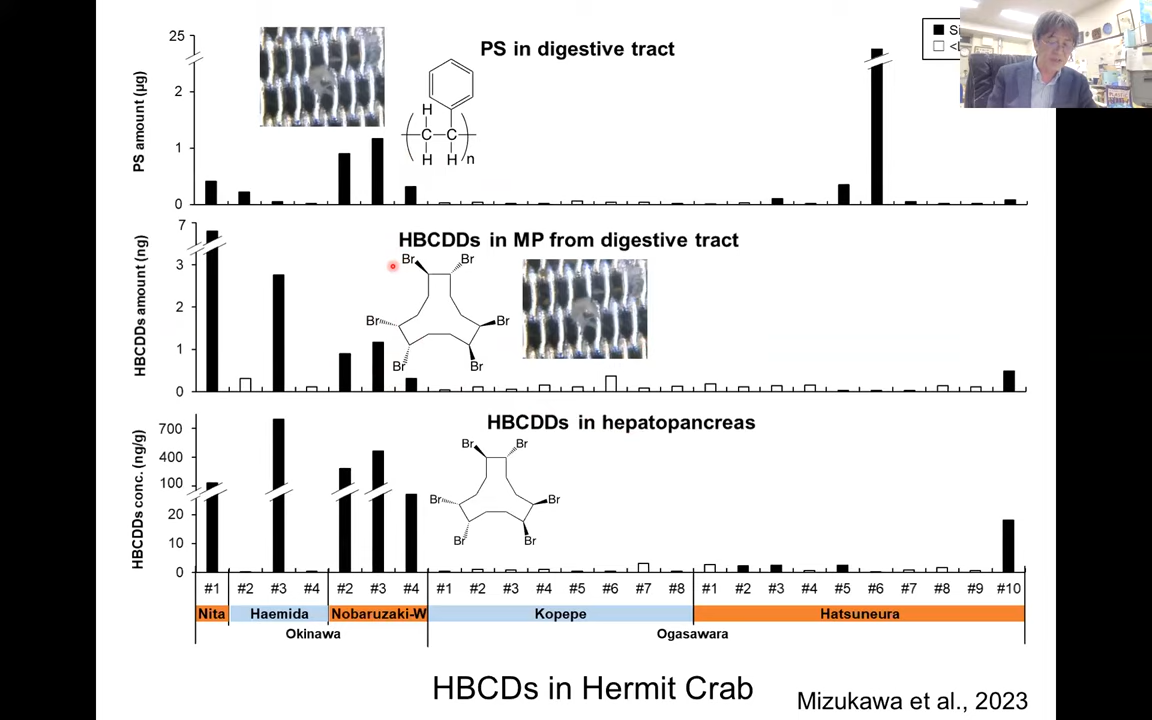 PS in digestive tract
PS amount (µg)
25
2
1
0
H
C C
H H n
HBCDDs in MP from digestive tract
HBCDDs amount (ng)
7
3
2
1
0
Br Br
Br Br
Br Br
HBCDDs in hepatopancreas
HBCDDs conc. (ng/g)
700
400
100
20
10
0
Br Br
Br Br
Br Br
#1 #2 #3 #4 #2 #3 #4 #1 #2 #3 #4 #5 #6 #7 #8 #1 #2 #3 #4 #5 #6 #7 #8 #9 #10
Nita Haemida Nobaruzaki-W Kopepe Hatsuneura
Okinawa Ogasawara
HBCDs in Hermit Crab
Mizukawa et al., 2023